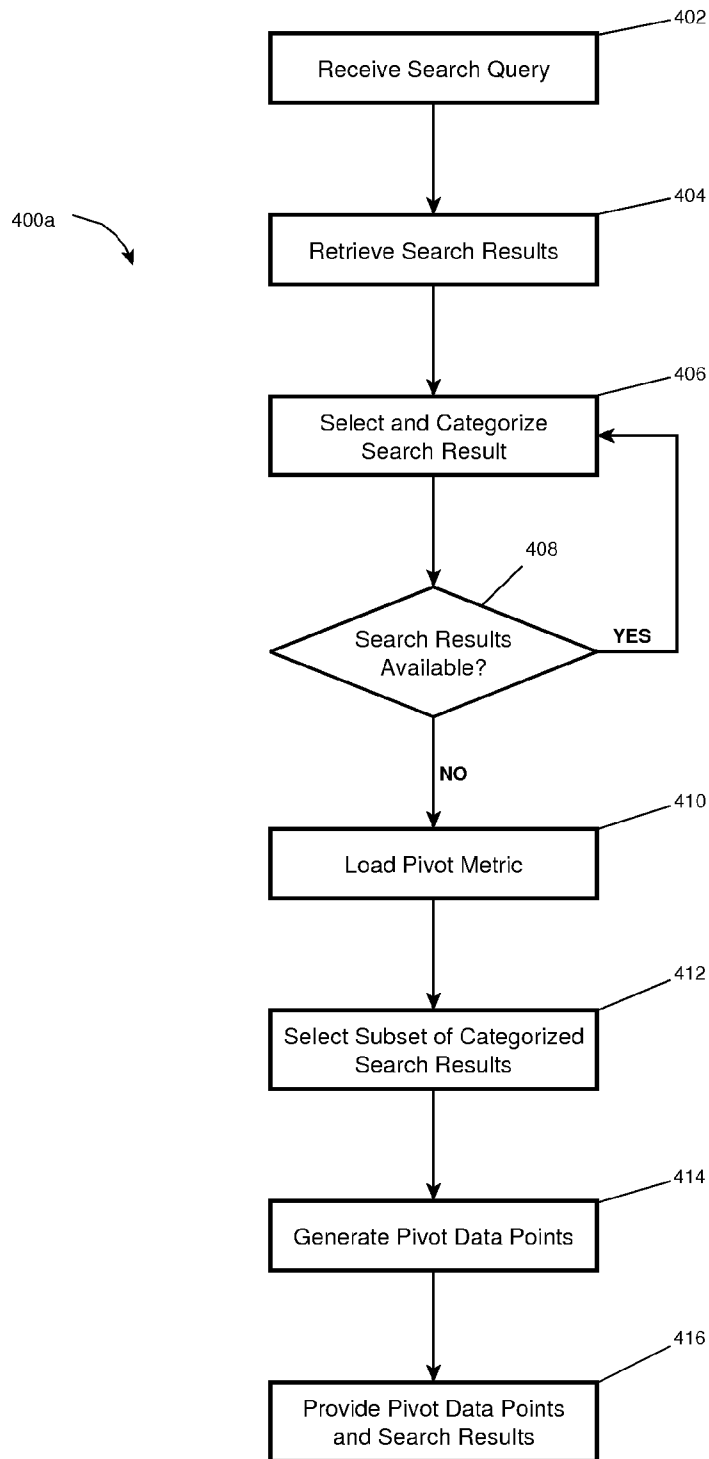 402
Receive Search Query
404
400a
Retrieve Search Results
406
Select and Categorize
Search Result
408
Search Results
Available?
YES
NO
410
Load Pivot Metric
412
Select Subset of Categorized
Search Results
414
Generate Pivot Data Points
416
Provide Pivot Data Points
and Search Results